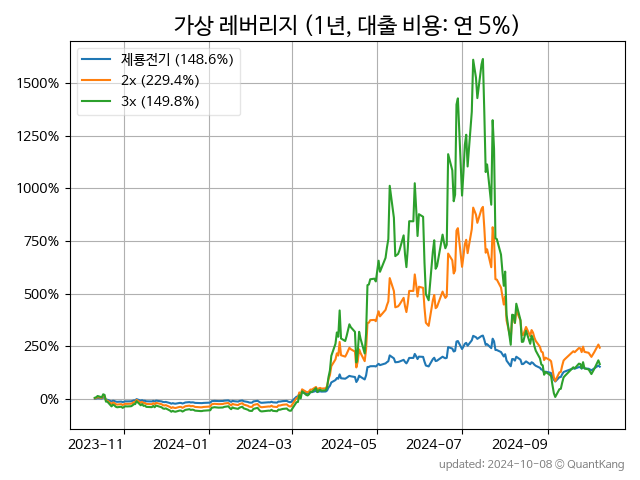 가상 레버리지 (1년, 대출 비용: 연 5%)
제룡전기 (148.6%)
2x (229.4%)
3x (149.8%)
1500%
1250%
1000%
750%
500%
250%
0%
2023-11 2024-01 2024-03 2024-05 2024-07 2024-09
updated: 2024-10-08 © QuantKang